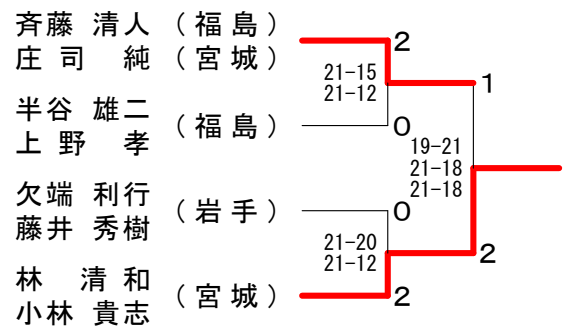 斉藤 清人 (福島)
庄司 純 (宮城)
2
21-15
21-12
1
半谷 雄二
上野 孝
(福島)
0
19-21
21-18
21-18
欠端 利行
藤井 秀樹
(岩手)
0
21-20
21-12
2
林 清和
小林 貴志
(宮城)
2